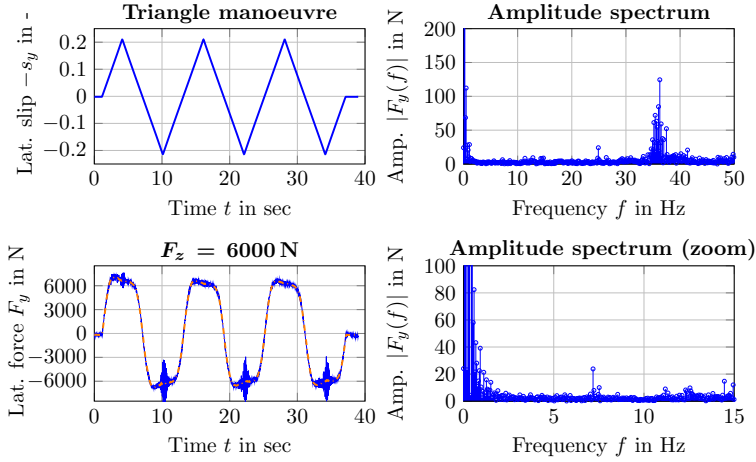 Triangle manoeuvre
Lat. slip −s_y in -
0.2
0.1
0
−0.1
−0.2
0 10 20 30 40
Time t in sec
Amplitude spectrum
Amp. |F_y(f)| in N
200
150
100
50
0
0 10 20 30 40 50
Frequency f in Hz
F_z = 6000 N
Lat. force F_y in N
6000
3000
0
−3000
−6000
0 10 20 30 40
Time t in sec
Amplitude spectrum (zoom)
Amp. |F_y(f)| in N
100
80
60
40
20
0
0 5 10 15
Frequency f in Hz